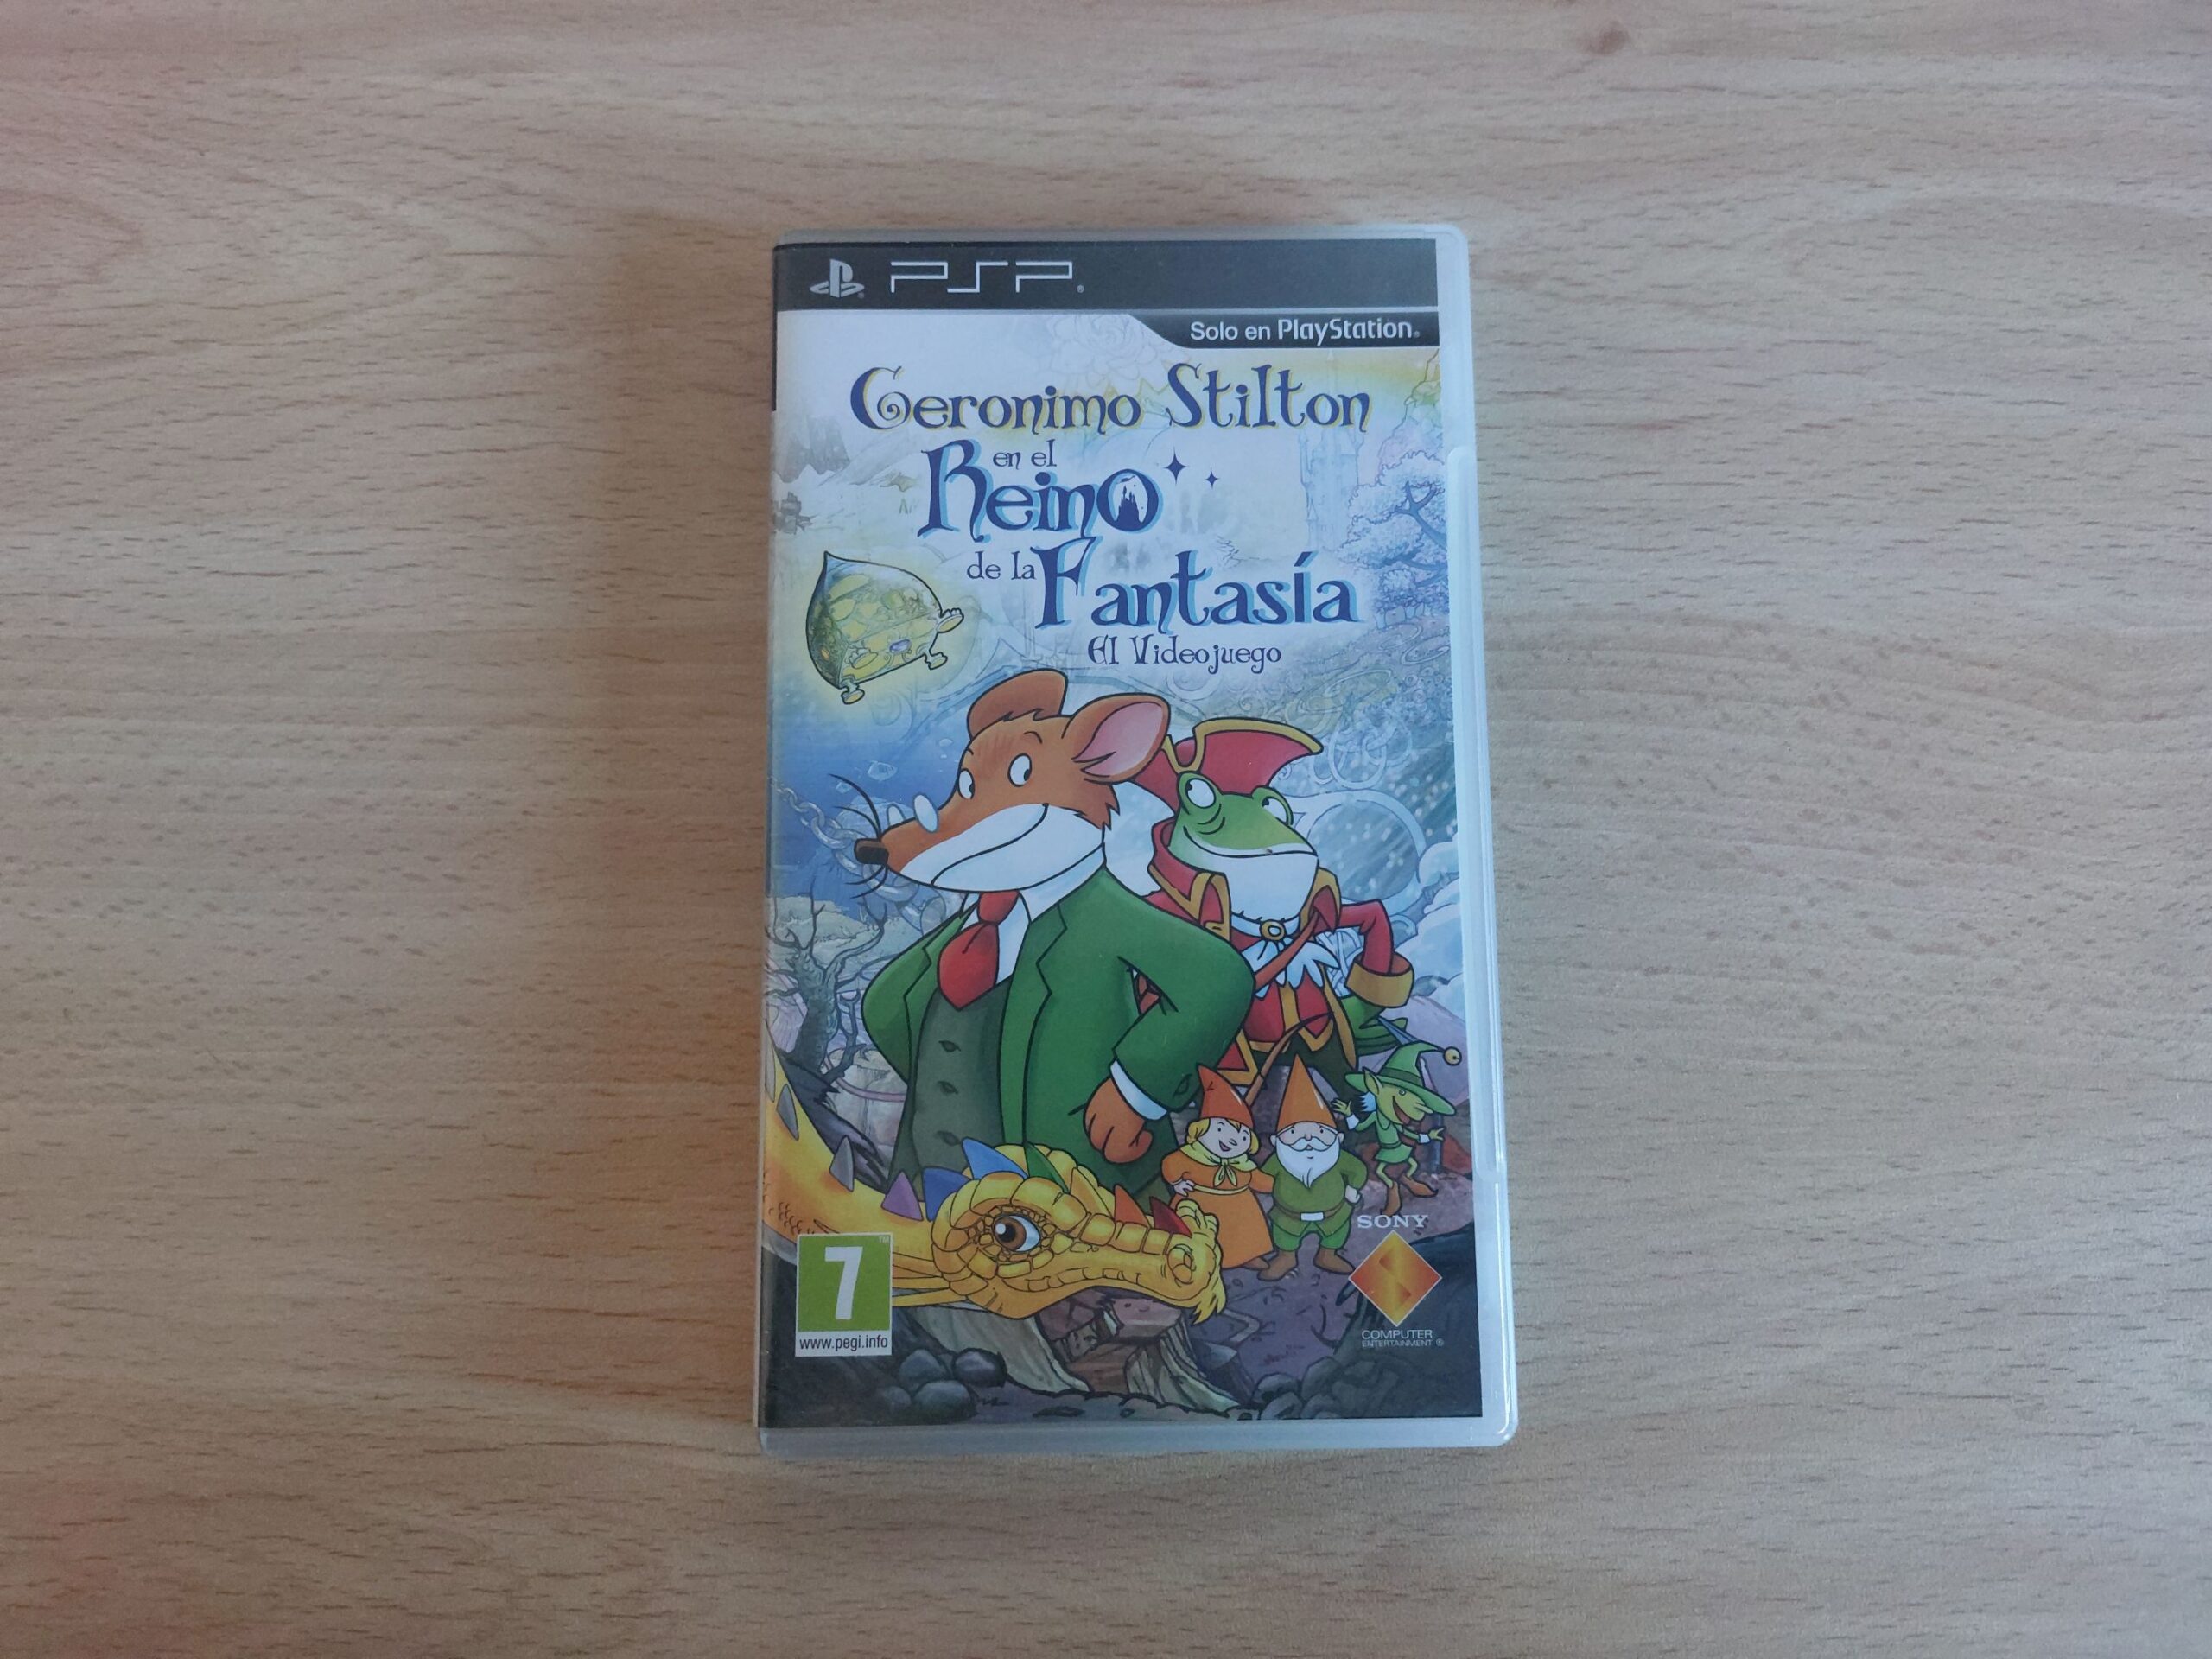 PSP
Solo en PlayStation
Geronimo Stilton
en el
Reino
de la Fantasía
El Videojuego
7
www.pegi.info
SONY
COMPUTER
ENTERTAINMENT